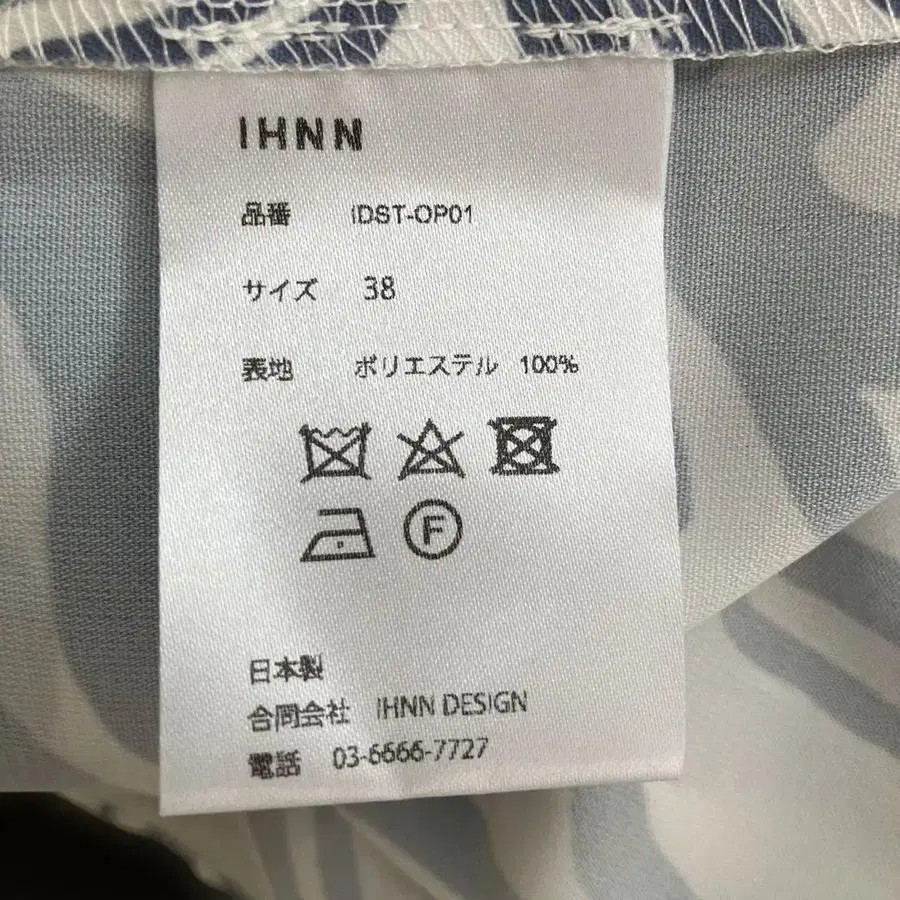 IHNN
品番 IDST-OP01
サイズ 38
表地 ポリエステル 100%
F
日本製
合同会社 IHNN DESIGN
電話 03-6666-7727